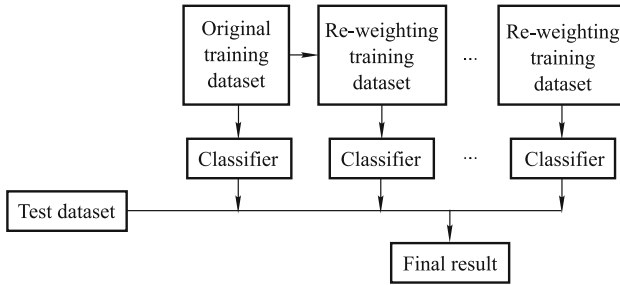 Original
training
dataset
Re-weighting
training
dataset
...
Re-weighting
training
dataset
Classifier
Classifier
...
Classifier
Test dataset
Final result